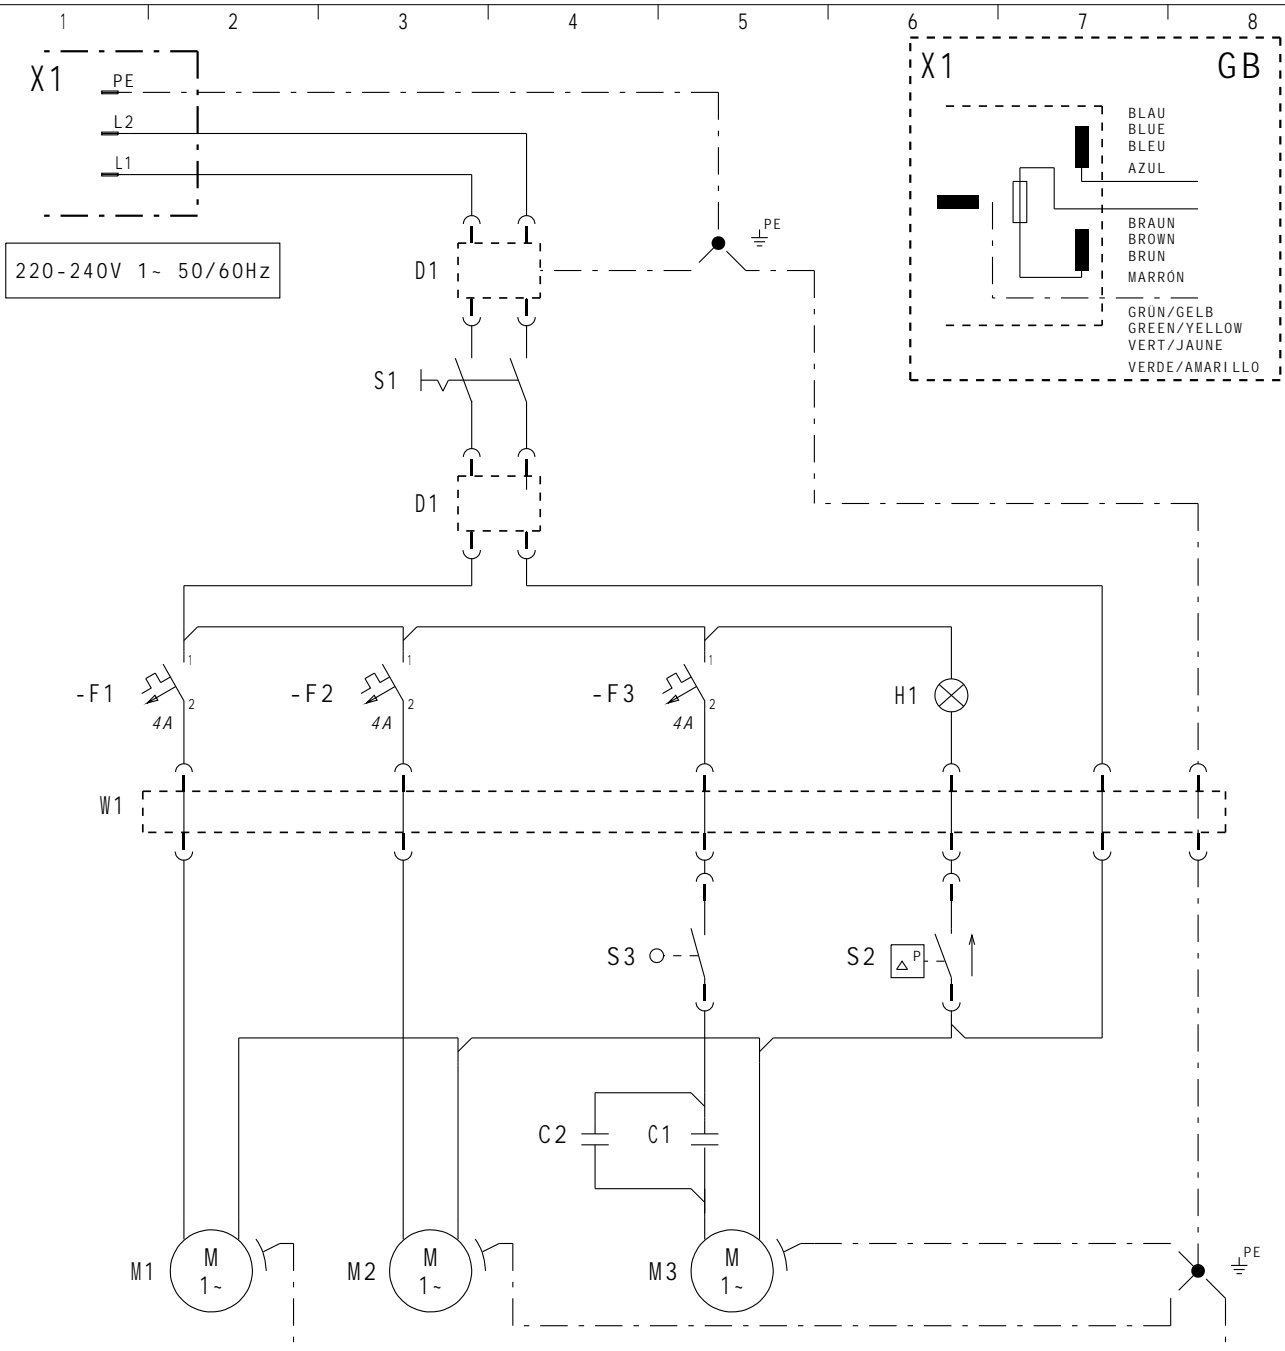 1 2 3 4 5 6 7 8
X1
PE
L2
L1
220-240V 1~ 50/60Hz
X1 GB
BLAU
BLUE
BLEU
AZUL
BRAUN
BROWN
BRUN
MARRÓN
GRÜN/GELB
GREEN/YELLOW
VERT/JAUNE
VERDE/AMARILLO
PE
D1
S1
D1
-F1 1 2 4A
-F2 1 2 4A
-F3 1 2 4A
H1
W1
S3
S2 P
C2 C1
M1 M 1~
M2 M 1~
M3 M 1~
PE